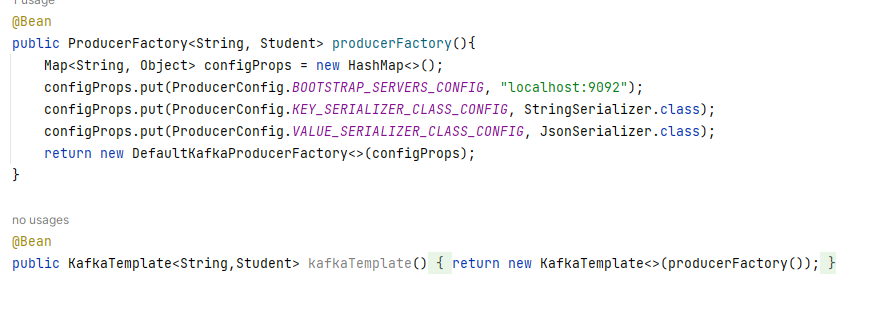 1 usage
@Bean
public ProducerFactory<String, Student> producerFactory(){
    Map<String, Object> configProps = new HashMap<>();
    configProps.put(ProducerConfig.BOOTSTRAP_SERVERS_CONFIG, "localhost:9092");
    configProps.put(ProducerConfig.KEY_SERIALIZER_CLASS_CONFIG, StringSerializer.class);
    configProps.put(ProducerConfig.VALUE_SERIALIZER_CLASS_CONFIG, JsonSerializer.class);
    return new DefaultKafkaProducerFactory<>(configProps);
}
no usages
@Bean
public KafkaTemplate<String,Student> kafkaTemplate() { return new KafkaTemplate<>(producerFactory()); }